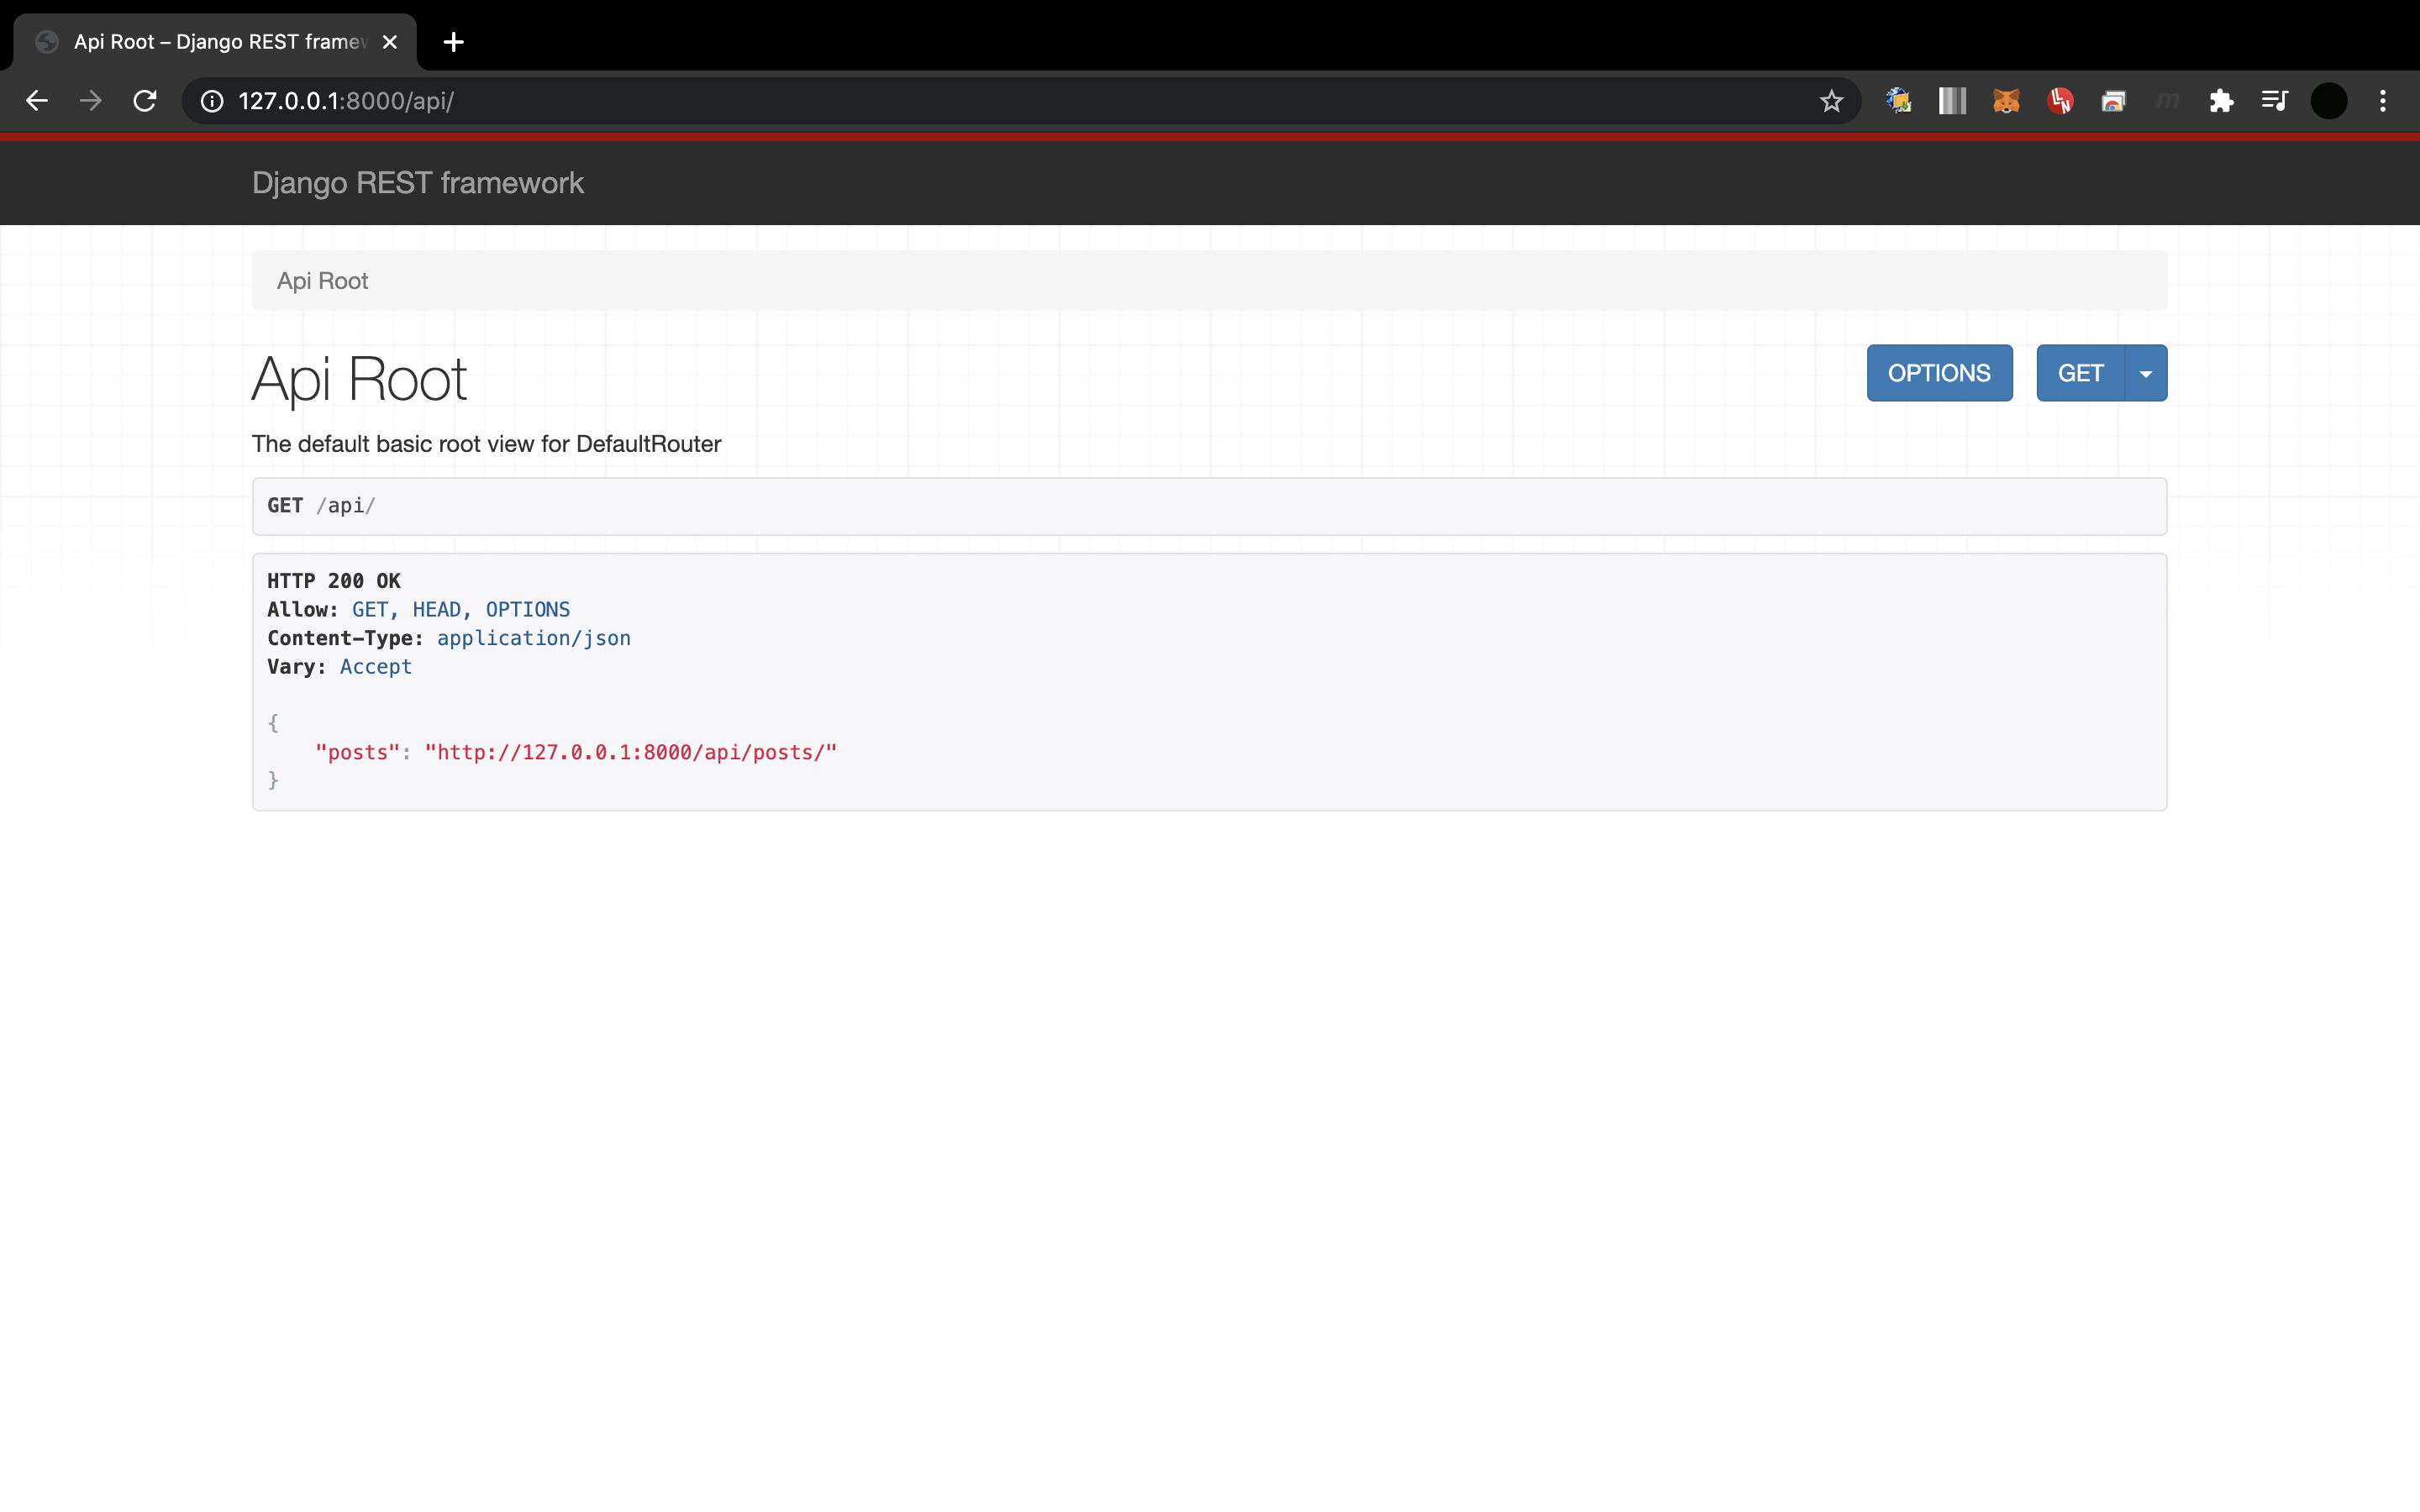 Api Root – Django REST framew
127.0.0.1:8000/api/
Django REST framework
Api Root
Api Root
OPTIONS
GET
The default basic root view for DefaultRouter
GET /api/
HTTP 200 OK
Allow: GET, HEAD, OPTIONS
Content-Type: application/json
Vary: Accept
{
"posts": "http://127.0.0.1:8000/api/posts/"
}